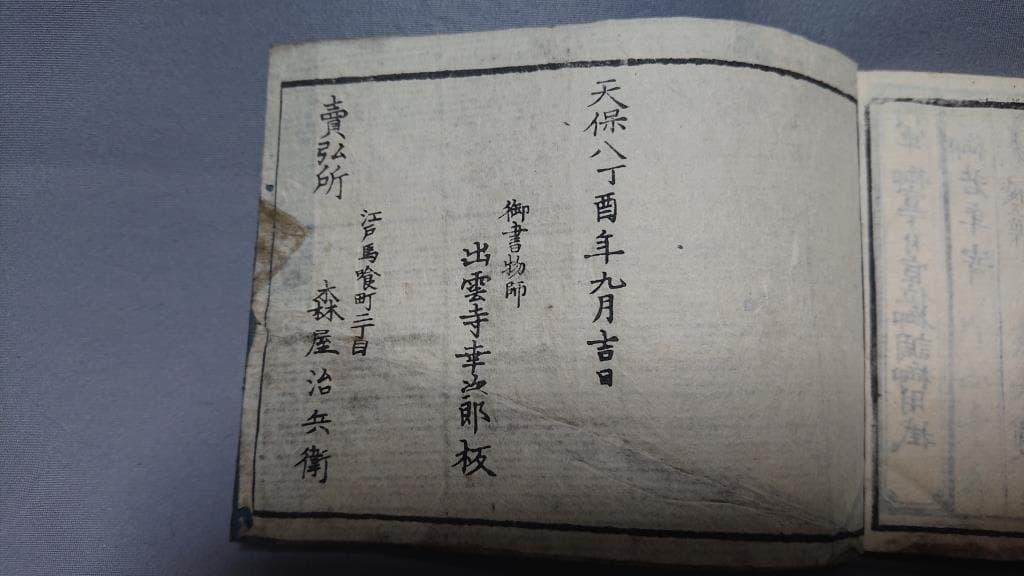 天保八丁酉年九月吉日
御書物師
出雲寺幸次郎板
江戸馬喰町二丁目
賣弘所
森屋治兵衛